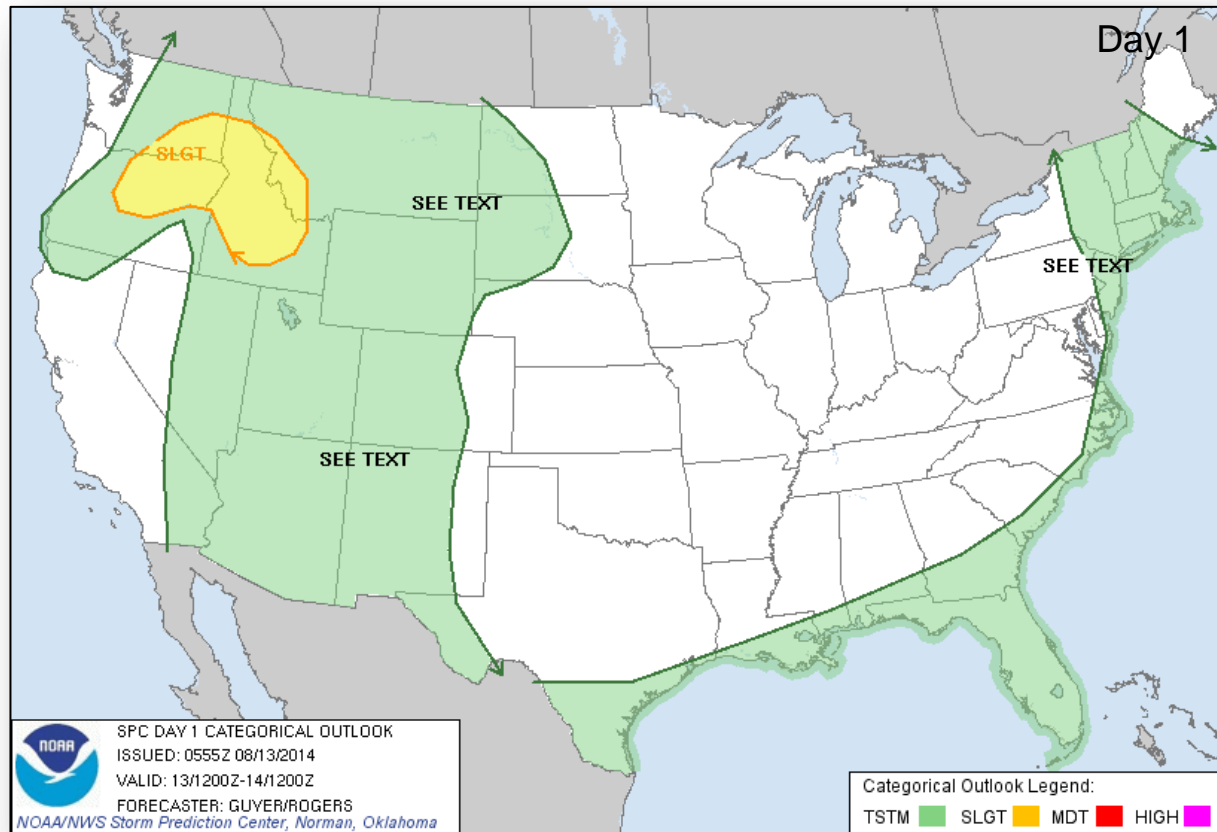 Day 1
SLGT
SEE TEXT
SEE TEXT
SEE TEXT
NOAA
SPC DAY 1 CATEGORICAL OUTLOOK
ISSUED: 0555Z 08/13/2014
VALID: 13/1200Z-14/1200Z
FORECASTER: GUYER/ROGERS
NOAA/NWS Storm Prediction Center, Norman, Oklahoma
Categorical Outlook Legend:
TSTM SLGT MDT HIGH